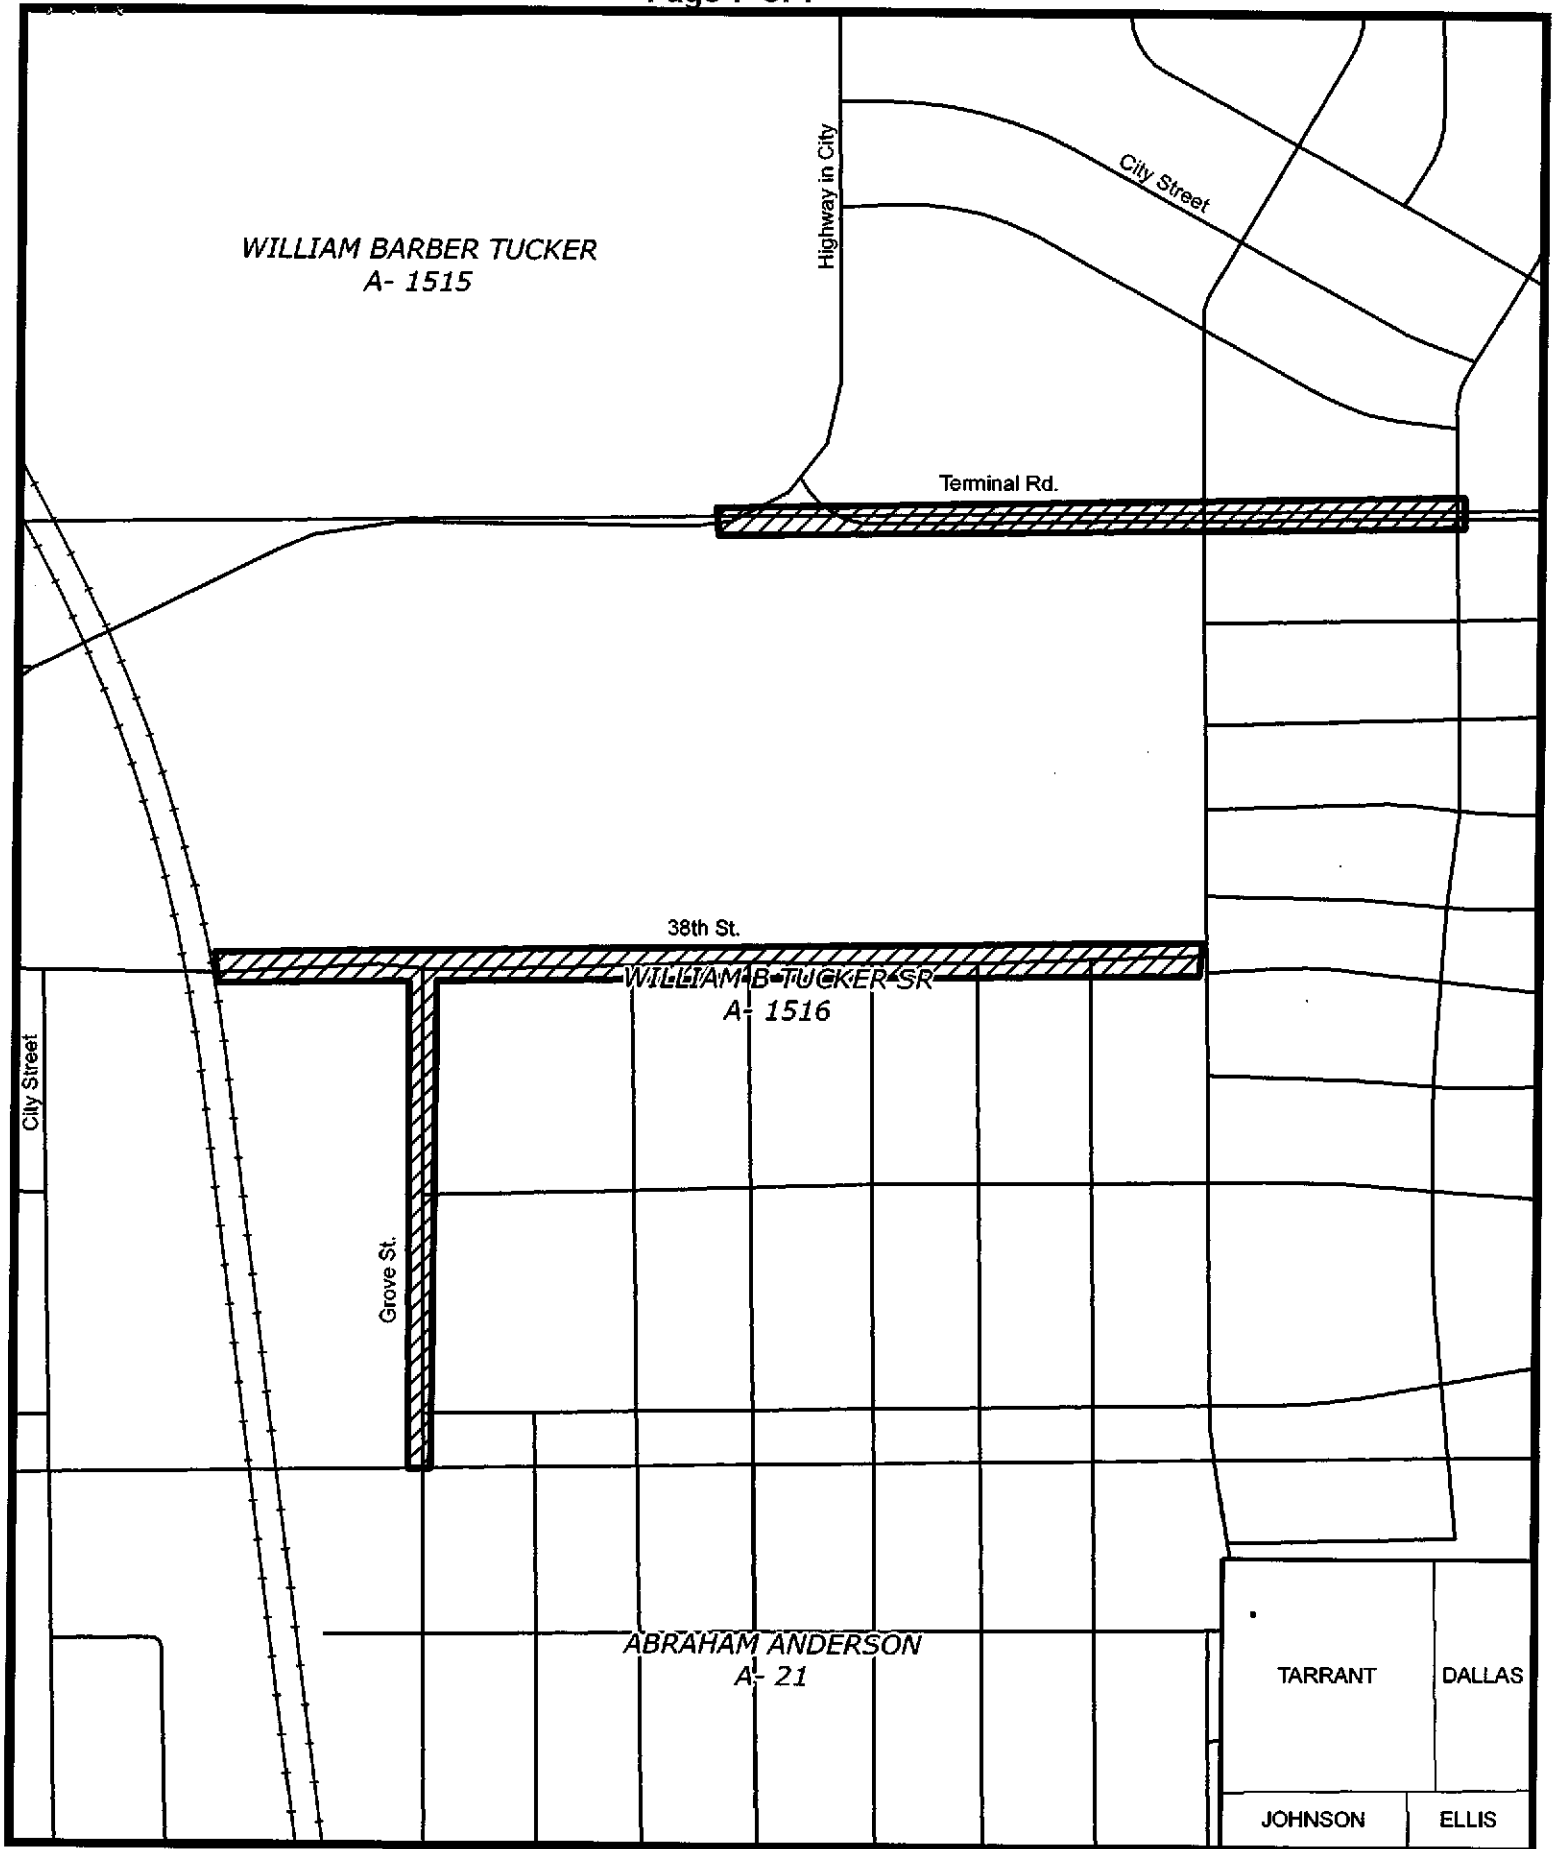 Highway in City
City Street
WILLIAM BARBER TUCKER
A- 1515
Terminal Rd.
38th St.
WILLIAM B TUCKER SR
A- 1516
City Street
Grove St.
ABRAHAM ANDERSON
A- 21
TARRANT
DALLAS
JOHNSON
ELLIS